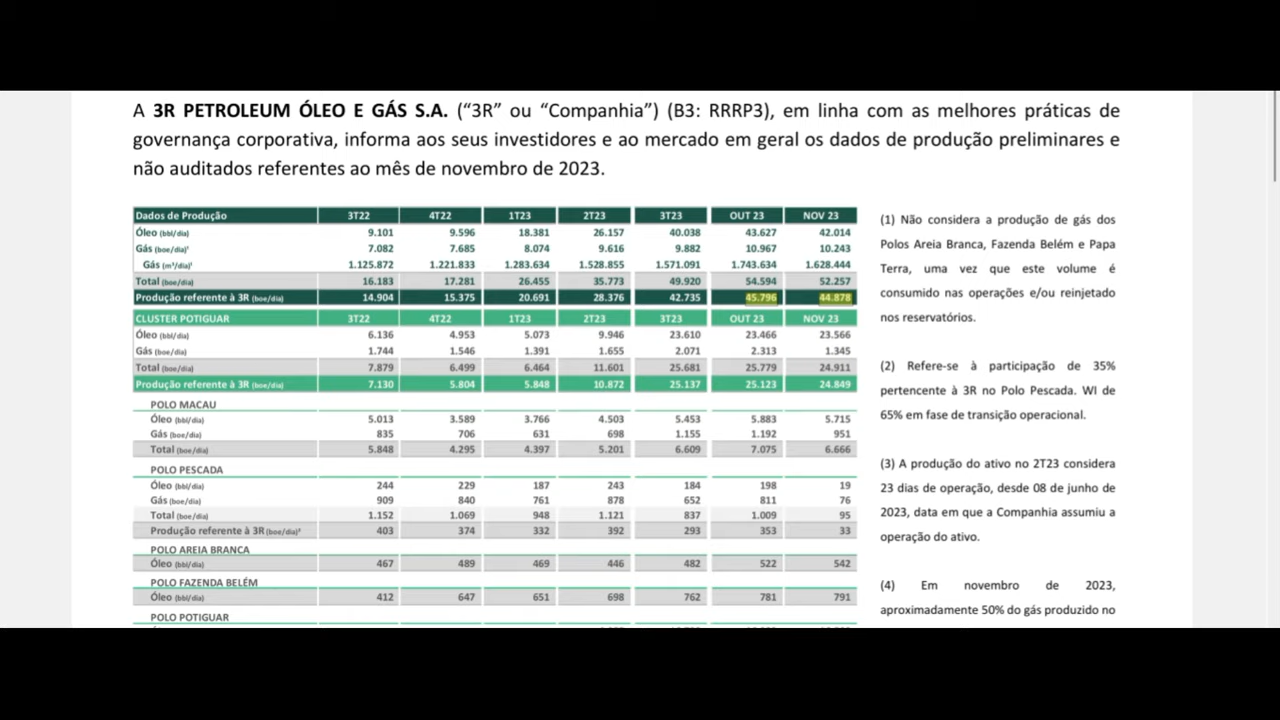 A 3R PETROLEUM ÓLEO E GÁS S.A. (“3R” ou “Companhia”) (B3: RRRP3), em linha com as melhores práticas de
governança corporativa, informa aos seus investidores e ao mercado em geral os dados de produção preliminares e
não auditados referentes ao mês de novembro de 2023.
Dados de Produção 3T22 4T22 1T23 2T23 3T23 OUT 23 NOV 23
Óleo (bbl/dia) 9.101 9.596 18.381 26.157 40.038 43.627 42.014
Gás (boe/dia)¹ 7.082 7.685 8.074 9.616 9.882 10.967 10.243
Gás (m³/dia)¹ 1.125.872 1.221.833 1.283.634 1.528.855 1.571.091 1.743.634 1.628.444
Total (boe/dia) 16.183 17.281 26.455 35.773 49.920 54.594 52.257
Produção referente à 3R (boe/dia) 14.904 15.375 20.691 28.376 42.735 45.796 44.878
CLUSTER POTIGUAR 3T22 4T22 1T23 2T23 3T23 OUT 23 NOV 23
Óleo (bbl/dia) 6.136 4.953 5.073 9.946 23.610 23.466 23.566
Gás (boe/dia) 1.744 1.546 1.391 1.655 2.071 2.313 1.345
Total (boe/dia) 7.879 6.499 6.464 11.601 25.681 25.779 24.911
Produção referente à 3R (boe/dia) 7.130 5.804 5.848 10.872 25.137 25.123 24.849
POLO MACAU
Óleo (bbl/dia) 5.013 3.589 3.766 4.503 5.453 5.883 5.715
Gás (boe/dia) 835 706 631 698 1.155 1.192 951
Total (boe/dia) 5.848 4.295 4.397 5.201 6.609 7.075 6.666
POLO PESCADA
Óleo (bbl/dia) 244 229 187 243 184 198 19
Gás (boe/dia) 909 840 761 878 652 811 76
Total (boe/dia) 1.152 1.069 948 1.121 837 1.009 95
Produção referente à 3R (boe/dia)² 403 374 332 392 293 353 33
POLO AREIA BRANCA
Óleo (bbl/dia) 467 489 469 446 482 522 542
POLO FAZENDA BELÉM
Óleo (bbl/dia) 412 647 651 698 762 781 791
POLO POTIGUAR
(1) Não considera a produção de gás dos
Polos Areia Branca, Fazenda Belém e Papa
Terra, uma vez que este volume é
consumido nas operações e/ou reinjetado
nos reservatórios.
(2) Refere-se à participação de 35%
pertencente à 3R no Polo Pescada. WI de
65% em fase de transição operacional.
(3) A produção do ativo no 2T23 considera
23 dias de operação, desde 08 de junho de
2023, data em que a Companhia assumiu a
operação do ativo.
(4) Em novembro de 2023,
aproximadamente 50% do gás produzido no